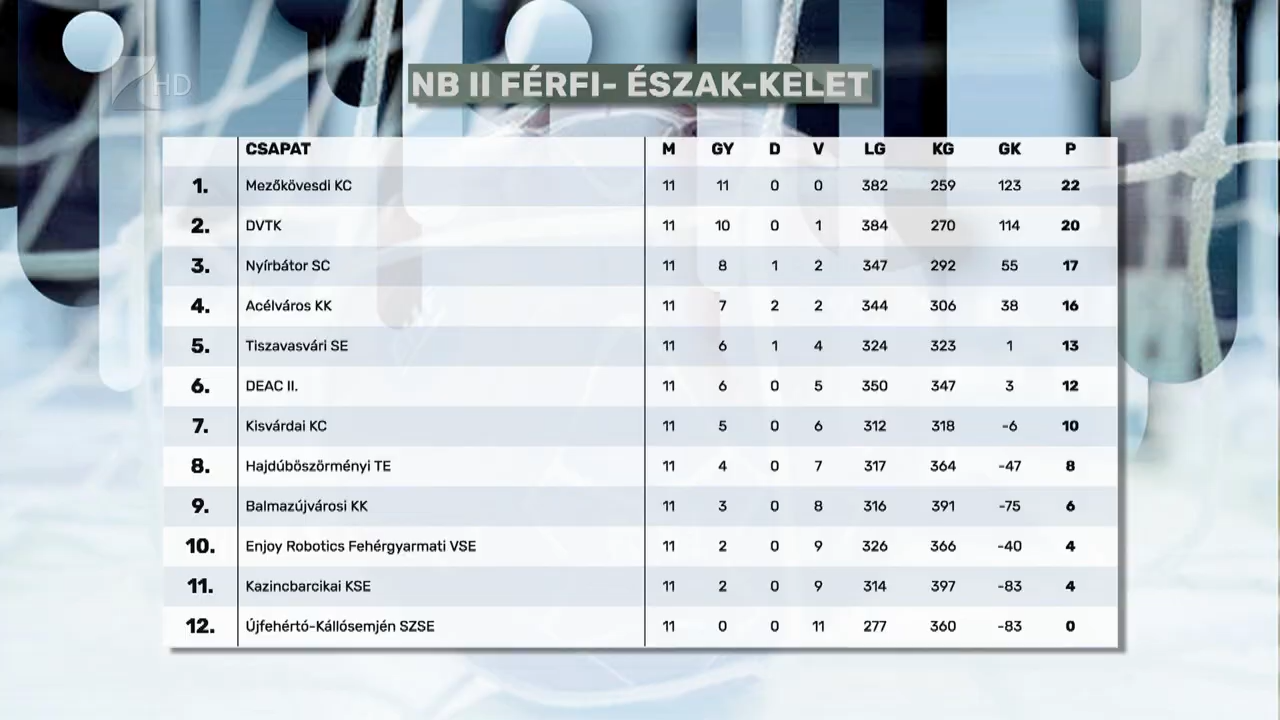 HD
NB II FÉRFI- ÉSZAK-KELET
CSAPAT M GY D V LG KG GK P
1. Mezőkövesdi KC 11 11 0 0 382 259 123 22
2. DVTK 11 10 0 1 384 270 114 20
3. Nyírbátor SC 11 8 1 2 347 292 55 17
4. Acélváros KK 11 7 2 2 344 306 38 16
5. Tiszavasvári SE 11 6 1 4 324 323 1 13
6. DEAC II. 11 6 0 5 350 347 3 12
7. Kisvárdai KC 11 5 0 6 312 318 -6 10
8. Hajdúböszörményi TE 11 4 0 7 317 364 -47 8
9. Balmazújvárosi KK 11 3 0 8 316 391 -75 6
10. Enjoy Robotics Fehérgyarmati VSE 11 2 0 9 326 366 -40 4
11. Kazincbarcikai KSE 11 2 0 9 314 397 -83 4
12. Újfehértó-Kállósemjén SZSE 11 0 0 11 277 360 -83 0